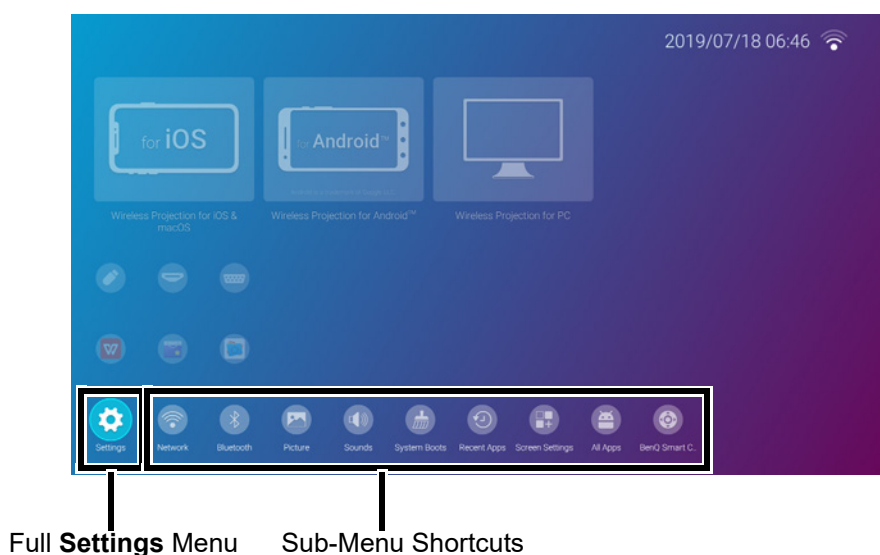 2019/07/18 06:46
for iOS
for Android™
Wireless Projection for iOS &
macOS
Wireless Projection for Android™
Wireless Projection for PC
Settings
Network
Bluetooth
Picture
Sounds
System Boots
Recent Apps
Screen Settings
All Apps
BenQ Smart C..
Full Settings Menu
Sub-Menu Shortcuts